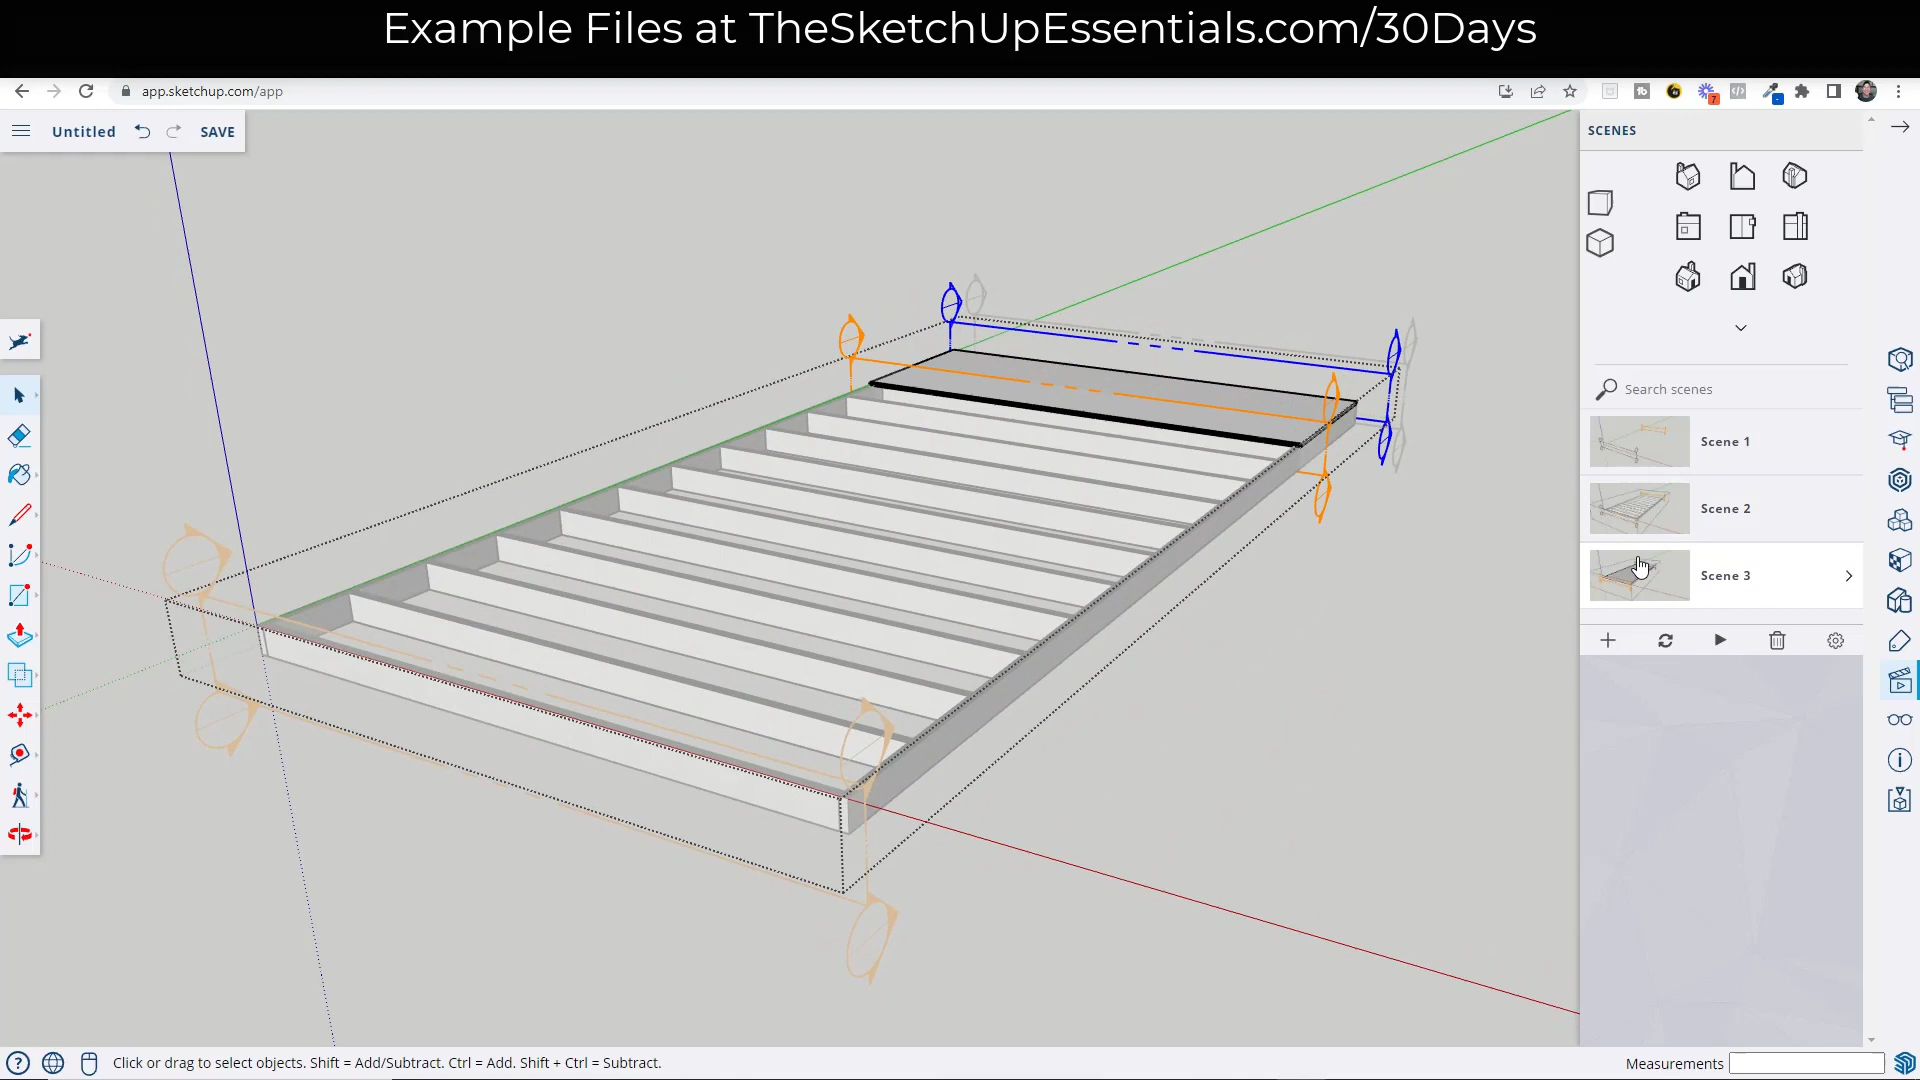 Example Files at TheSketchUpEssentials.com/30Days
app.sketchup.com/app
7
Untitled
SAVE
SCENES
Search scenes
Scene 1
Scene 2
Scene 3
Click or drag to select objects. Shift = Add/Subtract. Ctrl = Add. Shift + Ctrl = Subtract.
Measurements